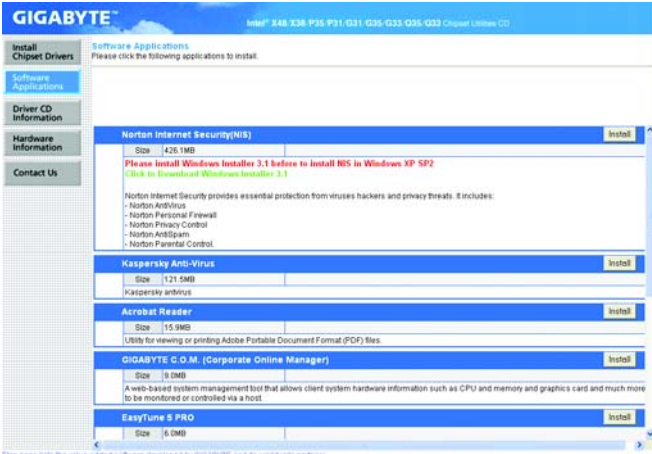 GIGABYTE™
Intel® X48/X38/P35/P31/G31/G35/G33/Q35/Q33 Chipset Utilities CD
Install
Chipset Drivers
Software
Applications
Driver CD
Information
Hardware
Information
Contact Us
Software Applications
Please click the following applications to install.
Norton Internet Security(NIS) Install
Size 426.1MB
Please install Windows Installer 3.1 before to install NIS in Windows XP SP2
Click to Download Windows Installer 3.1
Norton Internet Security provides essential protection from viruses hackers and privacy threats. It includes:
- Norton AntiVirus
- Norton Personal Firewall
- Norton Privacy Control
- Norton AntiSpam
- Norton Parental Control.
Kaspersky Anti-Virus Install
Size 121.5MB
Kaspersky antivirus
Acrobat Reader Install
Size 15.9MB
Utility for viewing or printing Adobe Portable Document Format (PDF) files.
GIGABYTE C.O.M. (Corporate Online Manager) Install
Size 9.0MB
A web-based system management tool that allows client system hardware information such as CPU and memory and graphics card and much more
to be monitored or controlled via a host.
EasyTune 5 PRO Install
Size 6.0MB